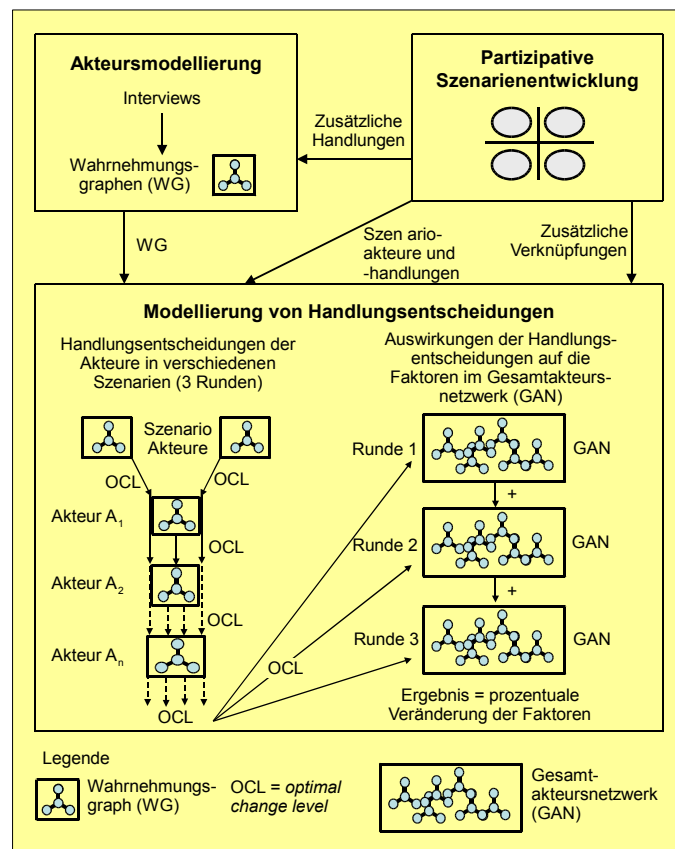 Akteursmodellierung
Interviews
Wahrnehmungs-
graphen (WG)
Partizipative
Szenarienentwicklung
Zusätzliche
Handlungen
WG
Szen ario-
akteure und
-handlungen
Zusätzliche
Verknüpfungen
Modellierung von Handlungsentscheidungen
Handlungsentscheidungen der
Akteure in verschiedenen
Szenarien (3 Runden)
Szenario
Akteure
OCL
OCL
Akteur A1
OCL
Akteur A2
OCL
Akteur An
OCL
OCL
Auswirkungen der Handlungs-
entscheidungen auf die
Faktoren im Gesamtakteurs-
netzwerk (GAN)
Runde 1
GAN
+
Runde 2
GAN
+
Runde 3
GAN
Ergebnis = prozentuale
Veränderung der Faktoren
Legende
Wahrnehmungs-
graph (WG)
OCL = optimal
change level
Gesamt-
akteursnetzwerk
(GAN)